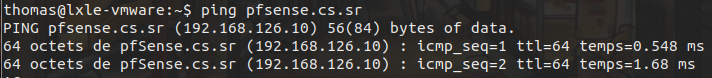 thomas@lxle-vmware:~$ ping pfsense.cs.sr
PING pfsense.cs.sr (192.168.126.10) 56(84) bytes of data.
64 octets de pfSense.cs.sr (192.168.126.10) : icmp_seq=1 ttl=64 temps=0.548 ms
64 octets de pfSense.cs.sr (192.168.126.10) : icmp_seq=2 ttl=64 temps=1.68 ms